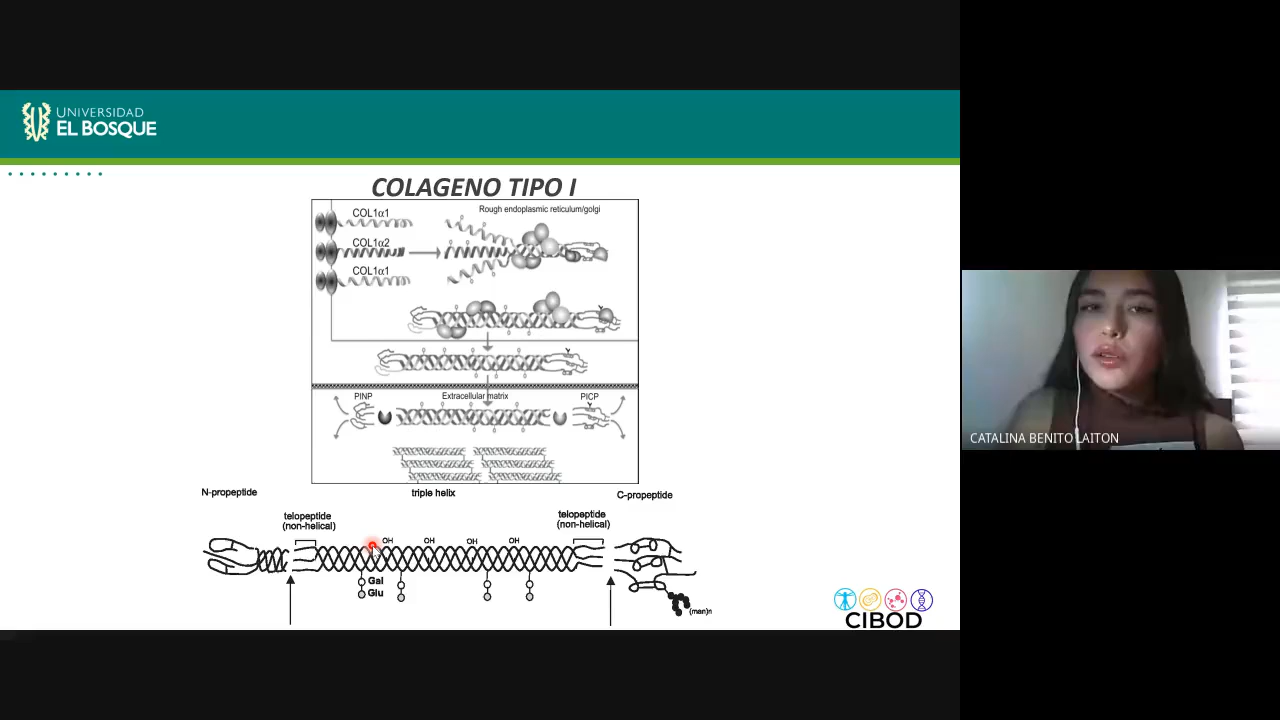 UNIVERSIDAD
EL BOSQUE
COLAGENO TIPO I
COL1α1
Rough endoplasmic reticulum/golgi
COL1α2
COL1α1
PINP
Extracellular matrix
PICP
N-propeptide
triple helix
C-propeptide
telopeptide
(non-helical)
telopeptide
(non-helical)
OH
OH
OH
OH
Gal
Glu
(man)n
CIBOD
CATALINA BENITO LAITON